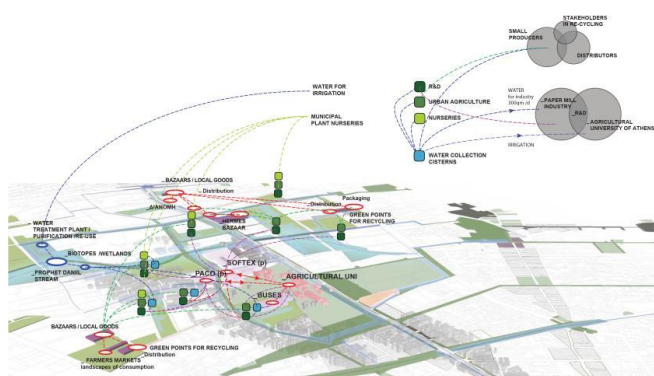 STAKEHOLDERS
IN RE-CYCLING
SMALL
PRODUCERS
DISTRIBUTORS
WATER FOR
IRRIGATION
R&D
URBAN AGRICULTURE
NURSERIES
WATER
for industry
300qm /d
PAPER MILL
INDUSTRY
R&D
AGRICULTURAL
UNIVERSITY OF ATHENS
IRRIGATION
MUNICIPAL
PLANT NURSERIES
WATER COLLECTION
CISTERNS
BAZAARS / LOCAL GOODS
Distribution
Packaging
Distribution
GREEN POINTS
FOR RECYCLING
HERMES
BAZAAR
WATER
TREATMENT PLANT /
PURIFICATION /RE-USE
BIOTOPES /WETLANDS
PROPHET DANIIL
STREAM
SOFTEX (p)
PACO (p)
AGRICULTURAL UNI
BUSES
BAZAARS / LOCAL GOODS
GREEN POINTS FOR RECYCLING
Distribution
FARMERS MARKETS
landscapes of consumption